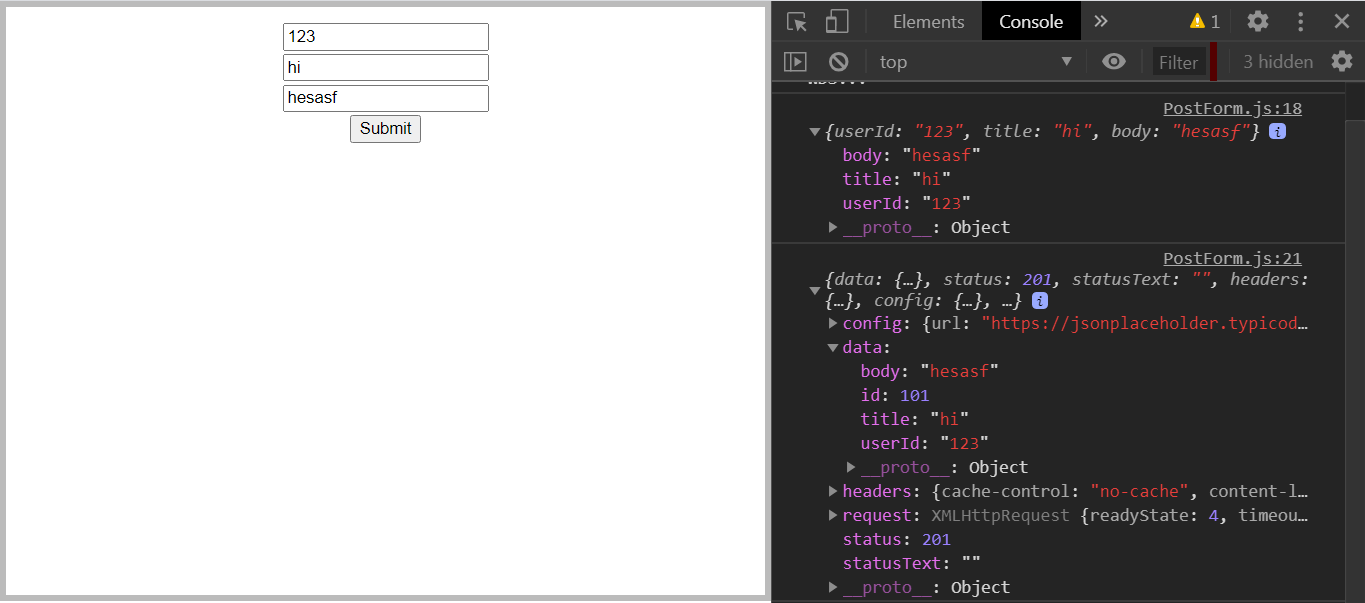 123
hi
hesasf
Submit
Elements Console » 1
top Filter 3 hidden
PostForm.js:18
{userId: "123", title: "hi", body: "hesasf"} i
body: "hesasf"
title: "hi"
userId: "123"
__proto__: Object
PostForm.js:21
{data: {…}, status: 201, statusText: "", headers:
{…}, config: {…}, …} i
config: {url: "https://jsonplaceholder.typicod…
data:
body: "hesasf"
id: 101
title: "hi"
userId: "123"
__proto__: Object
headers: {cache-control: "no-cache", content-l…
request: XMLHttpRequest {readyState: 4, timeou…
status: 201
statusText: ""
__proto__: Object